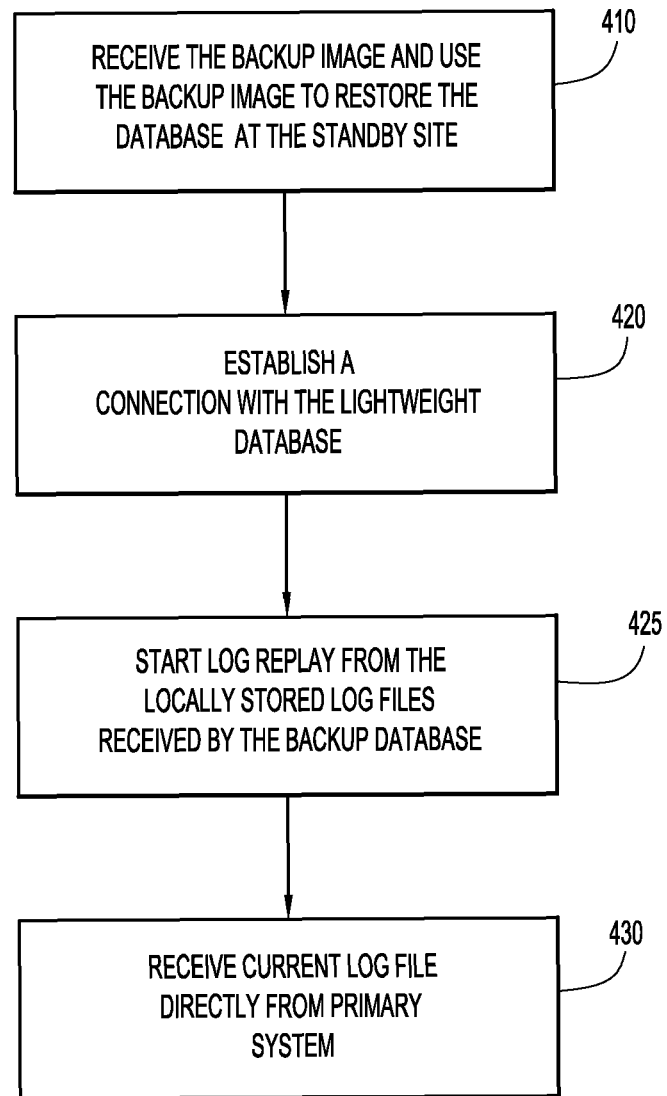 410
RECEIVE THE BACKUP IMAGE AND USE
THE BACKUP IMAGE TO RESTORE THE
DATABASE AT THE STANDBY SITE
420
ESTABLISH A
CONNECTION WITH THE LIGHTWEIGHT
DATABASE
425
START LOG REPLAY FROM THE
LOCALLY STORED LOG FILES
RECEIVED BY THE BACKUP DATABASE
430
RECEIVE CURRENT LOG FILE
DIRECTLY FROM PRIMARY
SYSTEM